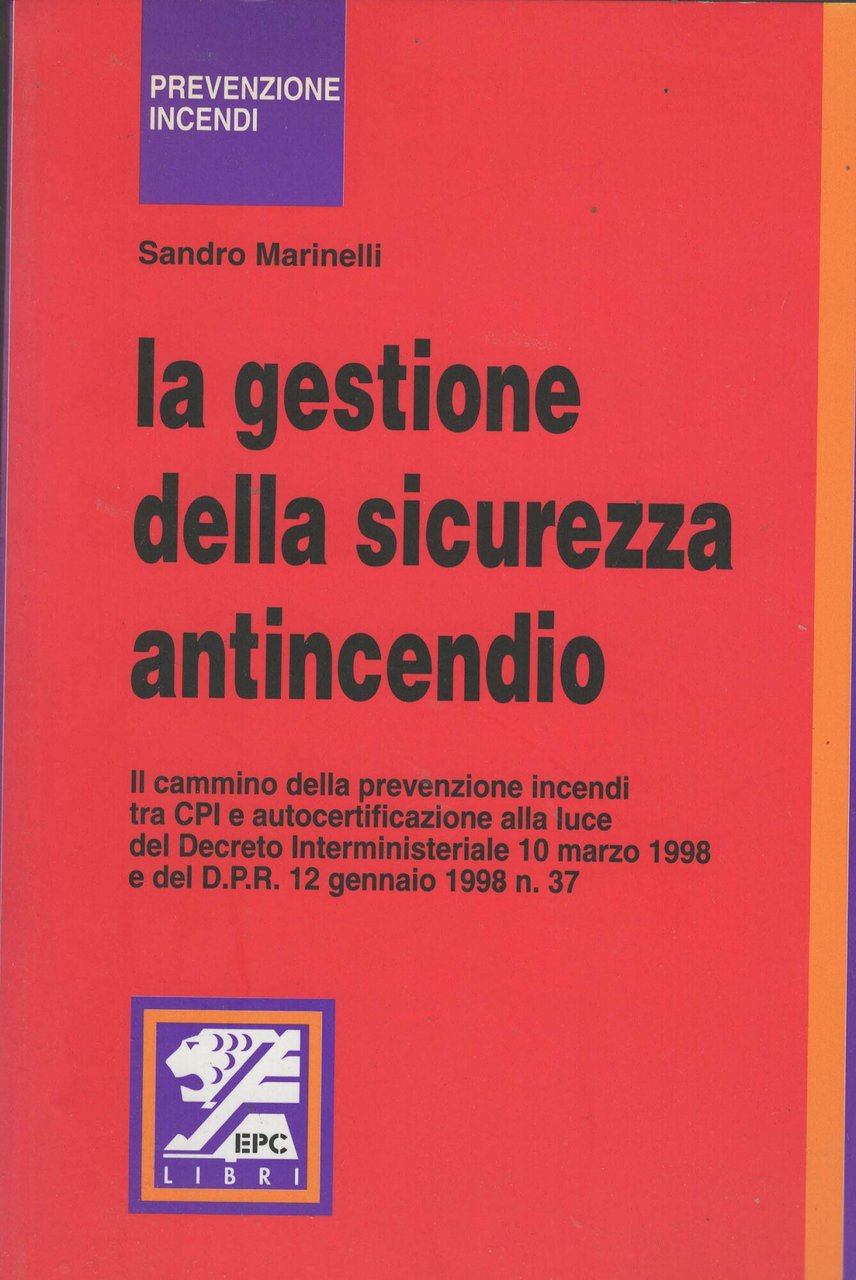 PREVENZIONE
INCENDI
Sandro Marinelli
la gestione
della sicurezza
antincendio
Il cammino della prevenzione incendi
tra CPI e autocertificazione alla luce
del Decreto Interministeriale 10 marzo 1998
e del D.P.R. 12 gennaio 1998 n. 37
EPC
LIBRI